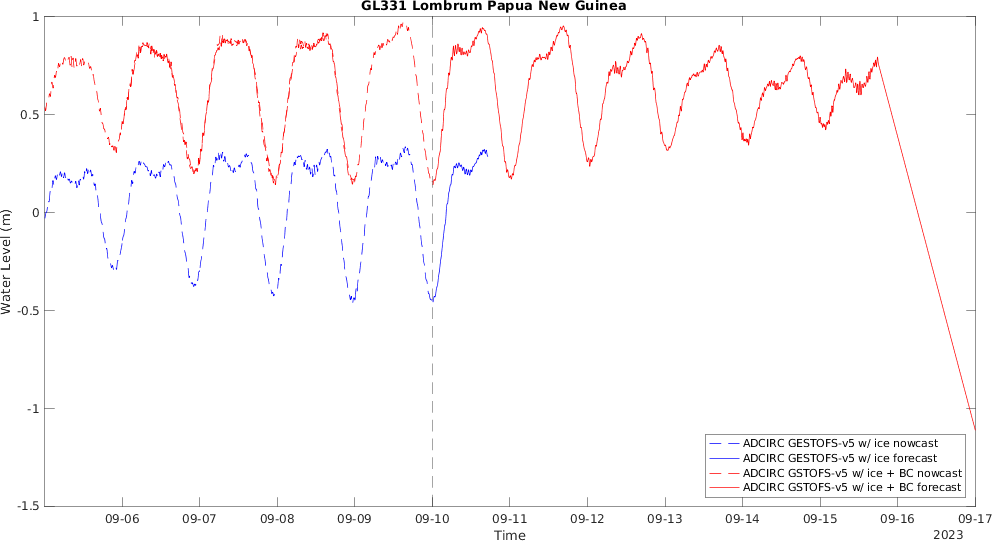 GL331 Lombrum Papua New Guinea
Water Level (m)
1
0.5
0
-0.5
-1
-1.5
ADCIRC GESTOFS-v5 w/ ice nowcast
ADCIRC GESTOFS-v5 w/ ice forecast
ADCIRC GSTOFS-v5 w/ ice + BC nowcast
ADCIRC GSTOFS-v5 w/ ice + BC forecast
09-06 09-07 09-08 09-09 09-10 09-11 09-12 09-13 09-14 09-15 09-16 09-17
Time
2023